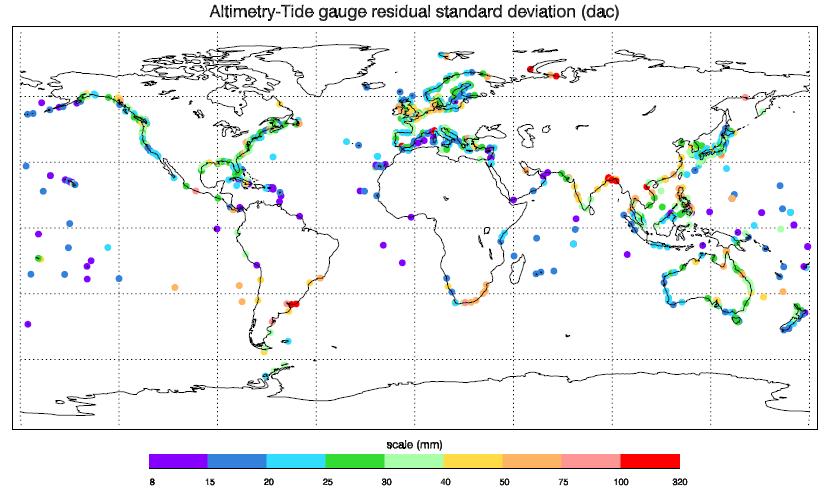 Altimetry-Tide gauge residual standard deviation (dac)
scale (mm)
8 15 20 25 30 40 50 75 100 320